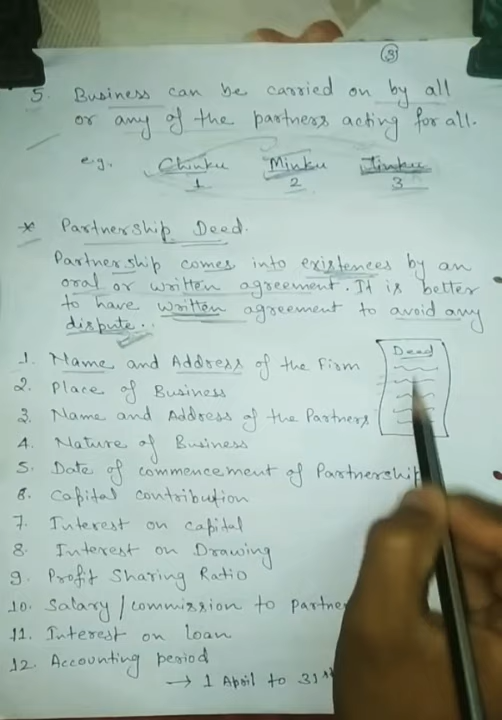 3
5. Business can be carried on by all
or any of the partners acting for all.
e.g. Chinku Minku Tinku
1 2 3
* Partnership Deed.
Partnership comes into existences by an
oral or written agreement. It is better
to have written agreement to avoid any
dispute...
1. Name and Address of the Firm
Deed
2. Place of Business
3. Name and Address of the Partners
4. Nature of Business
5. Date of commencement of Partnership
6. Capital contribution
7. Interest on capital
8. Interest on Drawing
9. Profit Sharing Ratio
10. Salary/commission to partne
11. Interest on loan
12. Accounting period
→ 1 April to 31st